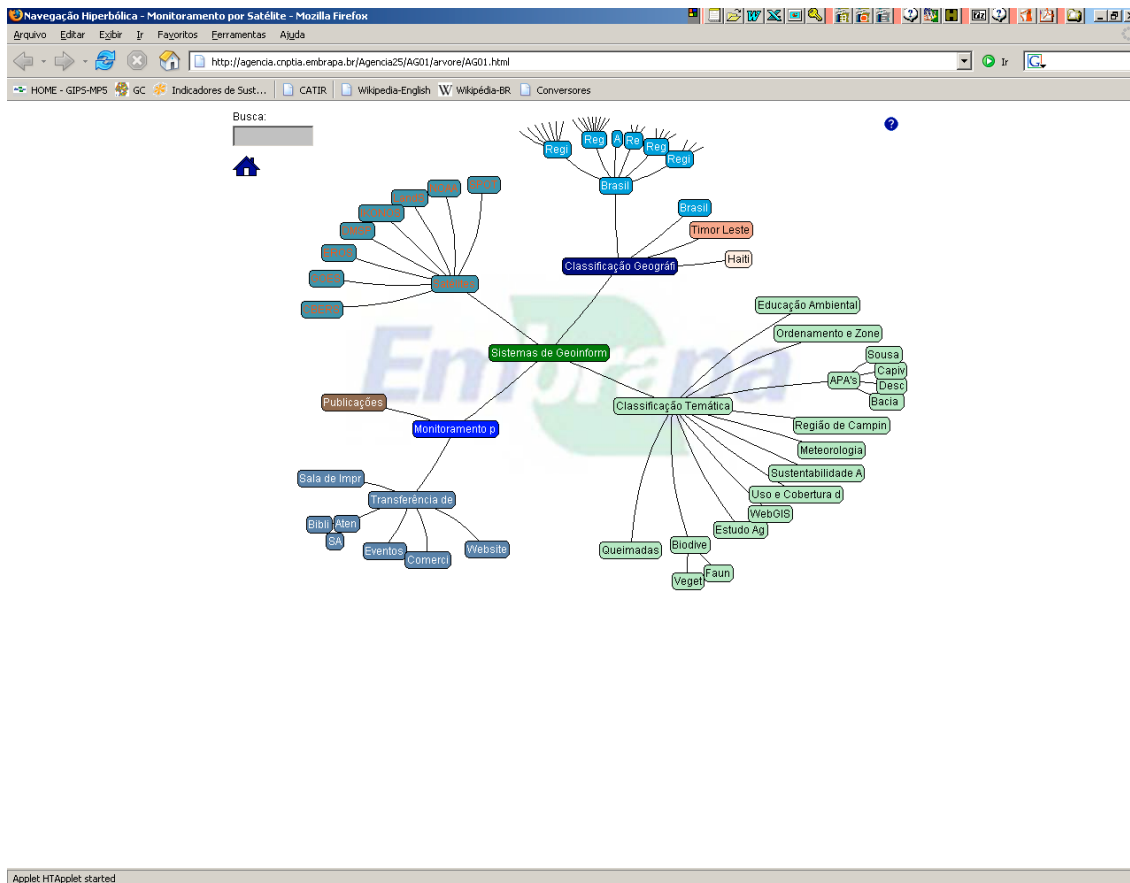 Navegação Hiperbólica - Monitoramento por Satélite - Mozilla Firefox
Arquivo Editar Exibir Ir Favoritos Ferramentas Ajuda
http://agencia.cnptia.embrapa.br/Agencia25/AG01/arvore/AG01.html
Ir
G
HOME - GIPS-MP5 GC Indicadores de Sust... CATIR Wikipedia-English W Wikipédia-BR Conversores
Busca:
?
Regi
Reg
A
Re
Reg
Regi
Brasil
Brasil
Timor Leste
Haiti
Classificação Geográfi
NOAA
SPOT
Satélites
Sistemas de Geoinform
Embrapa
Educação Ambiental
Ordenamento e Zone
Sousa
Capiv
APA's
Desc
Bacia
Classificação Temática
Região de Campin
Meteorologia
Sustentabilidade A
Uso e Cobertura d
WebGIS
Estudo Ag
Biodive
Queimadas
Faun
Veget
Publicações
Monitoramento p
Sala de Impr
Transferência de
Bibli
Aten
SA
Eventos
Comerci
Website
Applet HTApplet started